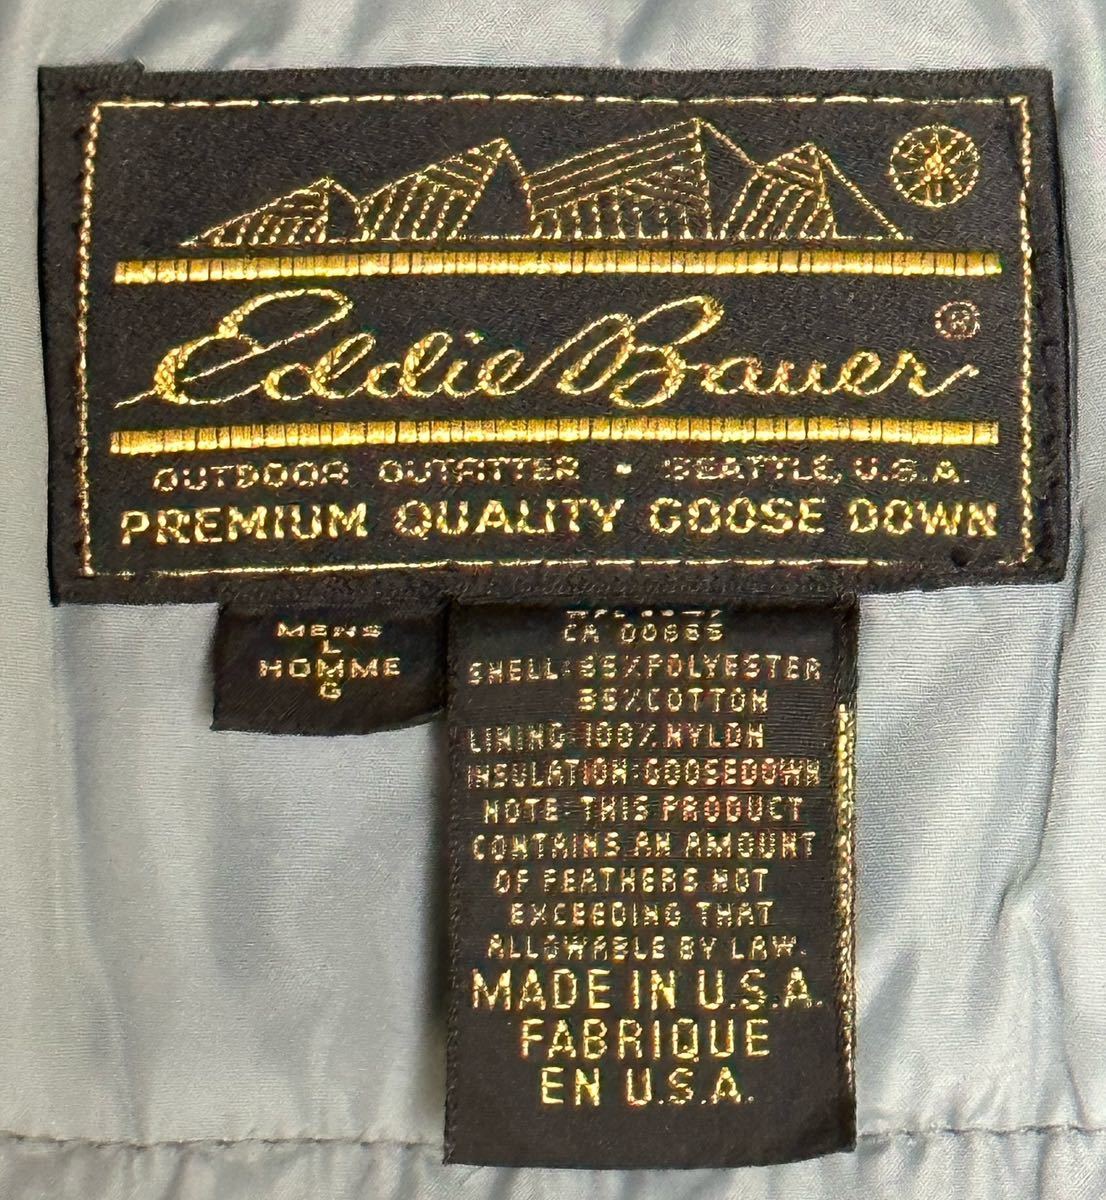 Eddie Bauer®
OUTDOOR OUTFITTER • SEATTLE, U.S.A.
PREMIUM QUALITY GOOSE DOWN
MENS
L
HOMME
G
CA 00665
SHELL: 65% POLYESTER
35% COTTON
LINING: 100% NYLON
INSULATION: GOOSEDOWN
NOTE: THIS PRODUCT
CONTAINS AN AMOUNT
OF FEATHERS NOT
EXCEEDING THAT
ALLOWABLE BY LAW.
MADE IN U.S.A.
FABRIQUE
EN U.S.A.